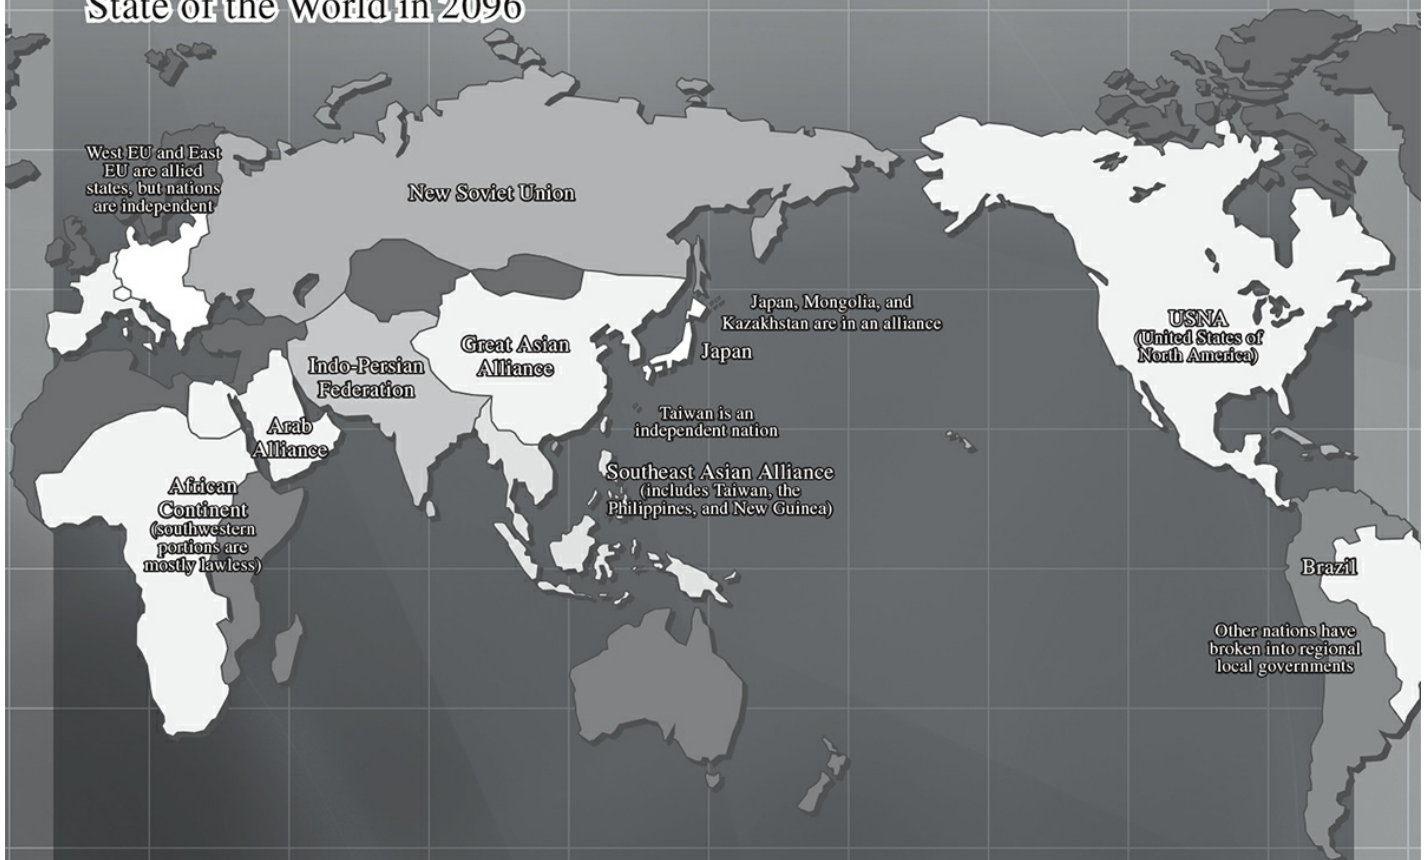 State of the World in 2096
West EU and East
EU are allied
states, but nations
are independent
New Soviet Union
Japan, Mongolia, and
Kazakhstan are in an alliance
Japan
Great Asian
Alliance
Indo-Persian
Federation
Arab
Alliance
Taiwan is an
independent nation
Southeast Asian Alliance
(includes Taiwan, the
Philippines, and New Guinea)
African
Continent
(southwestern
portions are
mostly lawless)
USNA
(United States of
North America)
Brazil
Other nations have
broken into regional
local governments